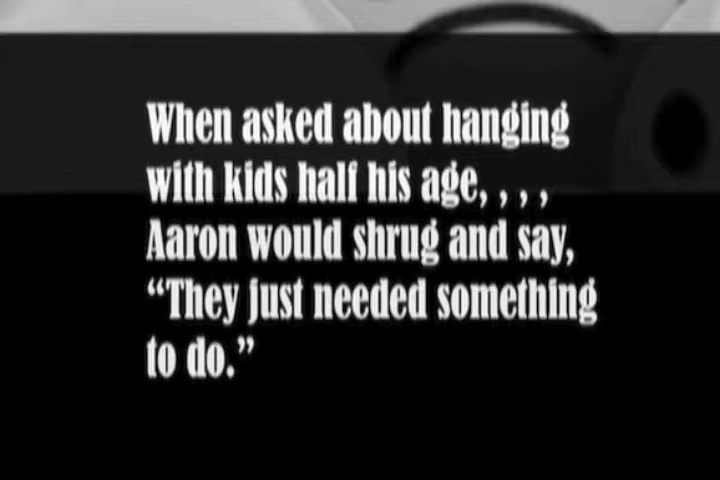 When asked about hanging
with kids half his age, , , ,
Aaron would shrug and say,
“They just needed something
to do.”